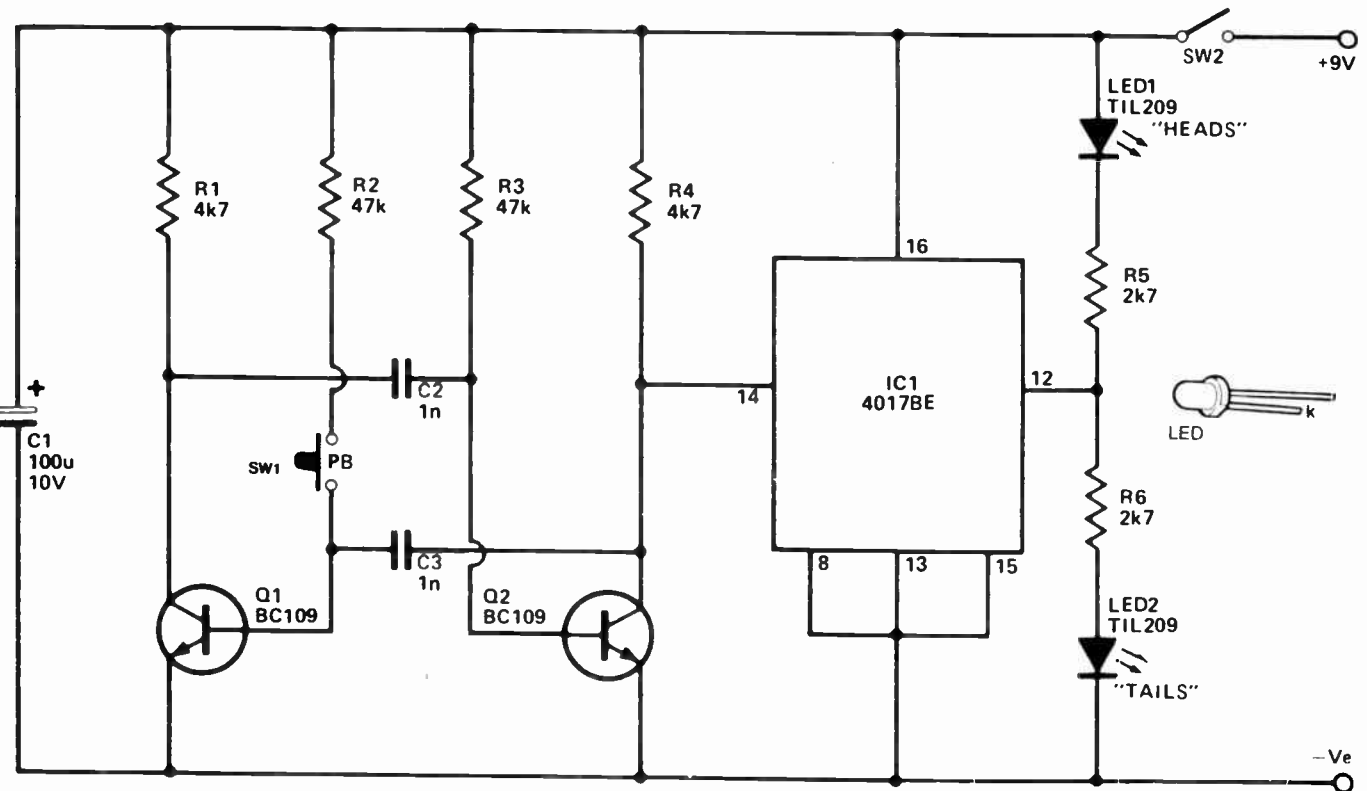 SW2
+9V
LED1
TIL209
"HEADS"
R1
4k7
R2
47k
R3
47k
R4
4k7
16
R5
2k7
+
C1
100u
10V
C2
1n
SW1
PB
14
IC1
4017BE
12
k
LED
R6
2k7
C3
1n
8
13
15
Q1
BC109
Q2
BC109
LED2
TIL209
"TAILS"
−Ve